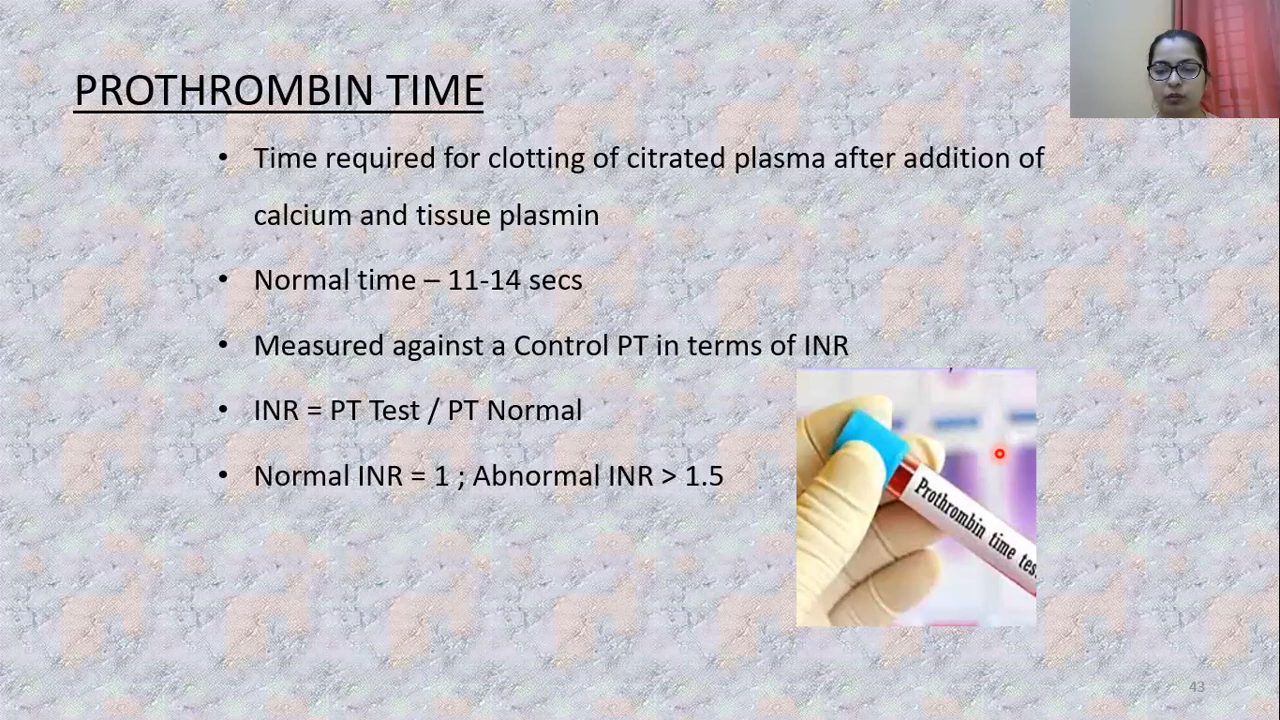 PROTHROMBIN TIME
• Time required for clotting of citrated plasma after addition of
calcium and tissue plasmin
• Normal time – 11-14 secs
• Measured against a Control PT in terms of INR
• INR = PT Test / PT Normal
• Normal INR = 1 ; Abnormal INR > 1.5
Prothrombin time tes
43